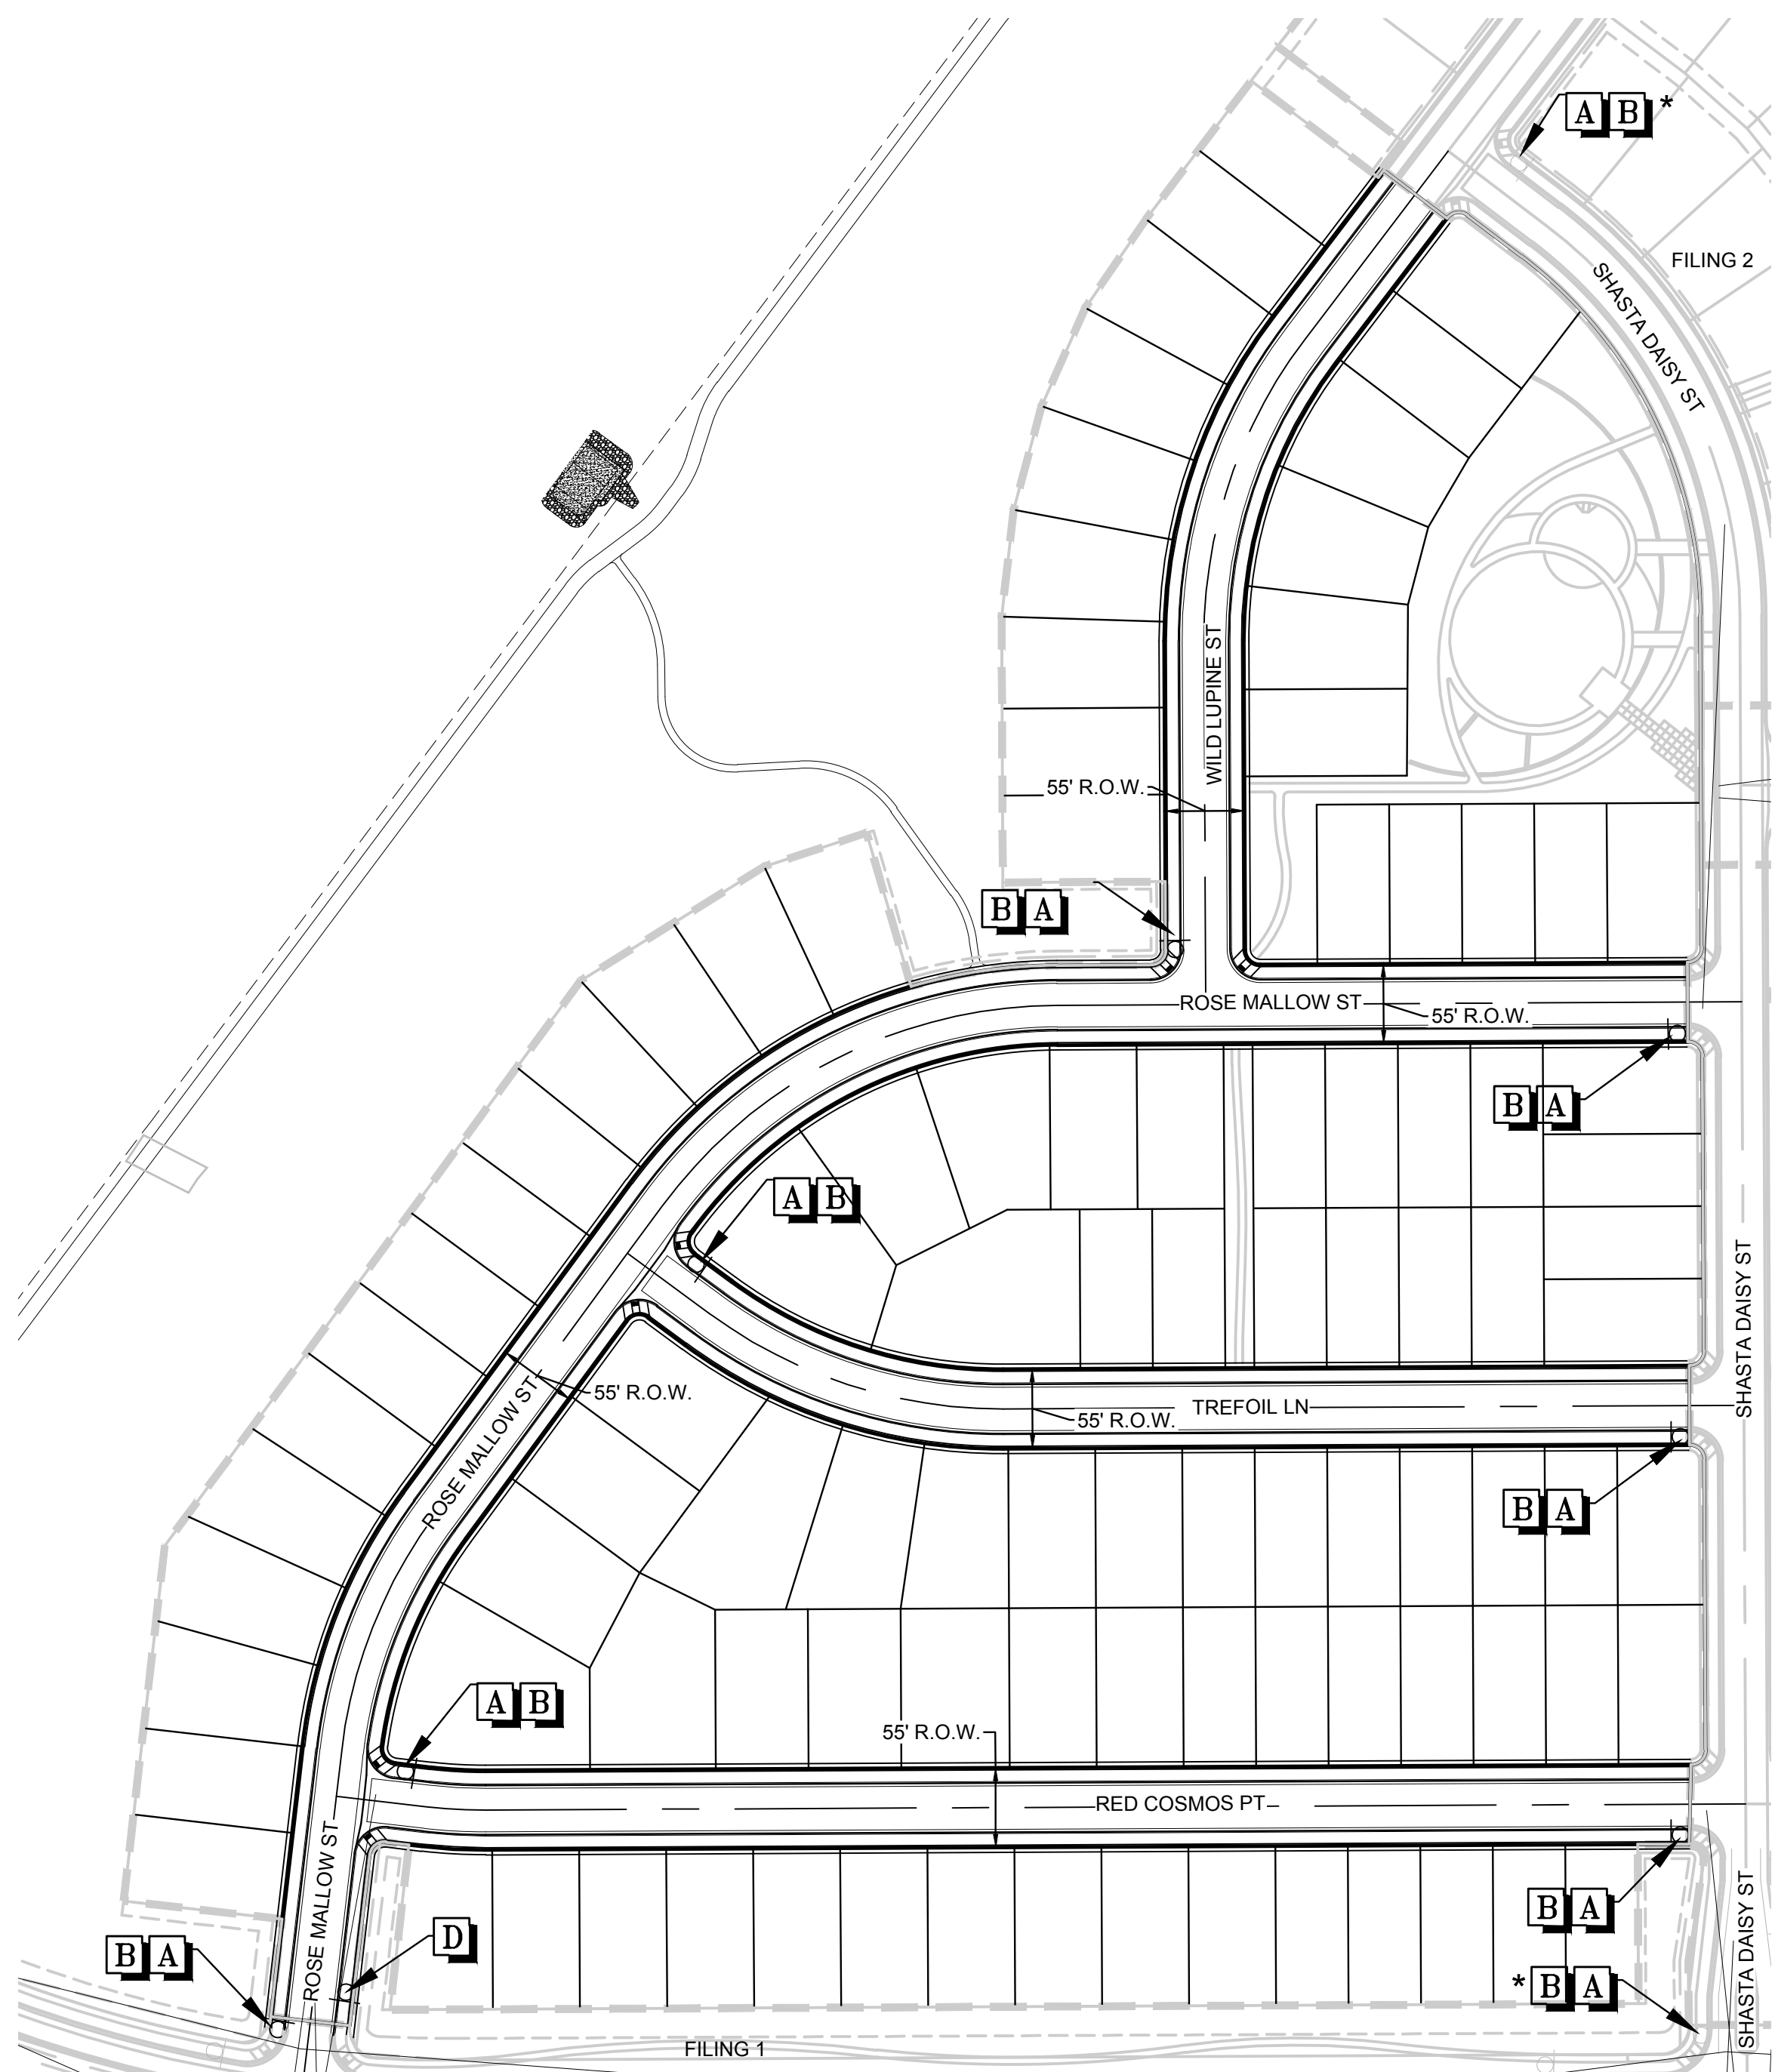 A B *
FILING 2
SHASTA DAISY ST
WILD LUPINE ST
55' R.O.W.
B A
ROSE MALLOW ST
55' R.O.W.
B A
A B
SHASTA DAISY ST
55' R.O.W.
ROSE MALLOW ST
TREFOIL LN
55' R.O.W.
B A
A B
55' R.O.W.
RED COSMOS PT
ROSE MALLOW ST
B A
D
B A
SHASTA DAISY ST
* B A
FILING 1